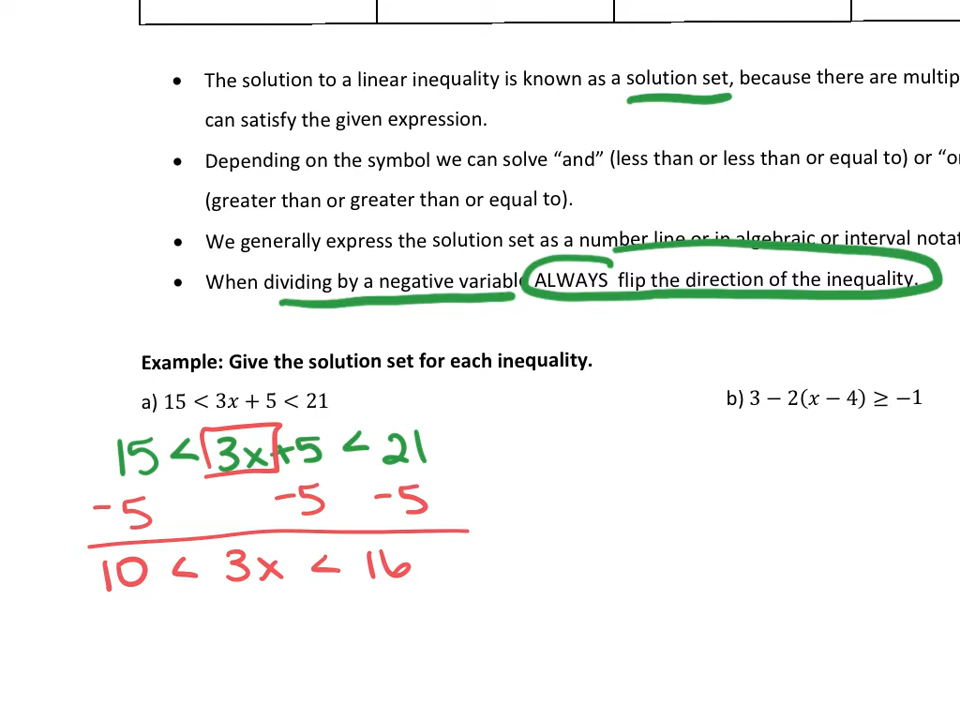 The solution to a linear inequality is known as a solution set, because there are
can satisfy the given expression.
Depending on the symbol we can solve “and” (less than or less than or equal to) or
(greater than or greater than or equal to).
We generally express the solution set as a number line or in algebraic or interval
When dividing by a negative variable ALWAYS flip the direction of the inequality.
Example: Give the solution set for each inequality.
a) 15 < 3x + 5 < 21
b) 3 − 2(x − 4) ≥ −1
15 < 3x +5 < 21
-5 -5 -5
10 < 3x < 16